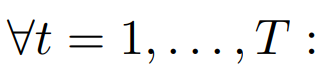 ∀t = 1, . . . , T :